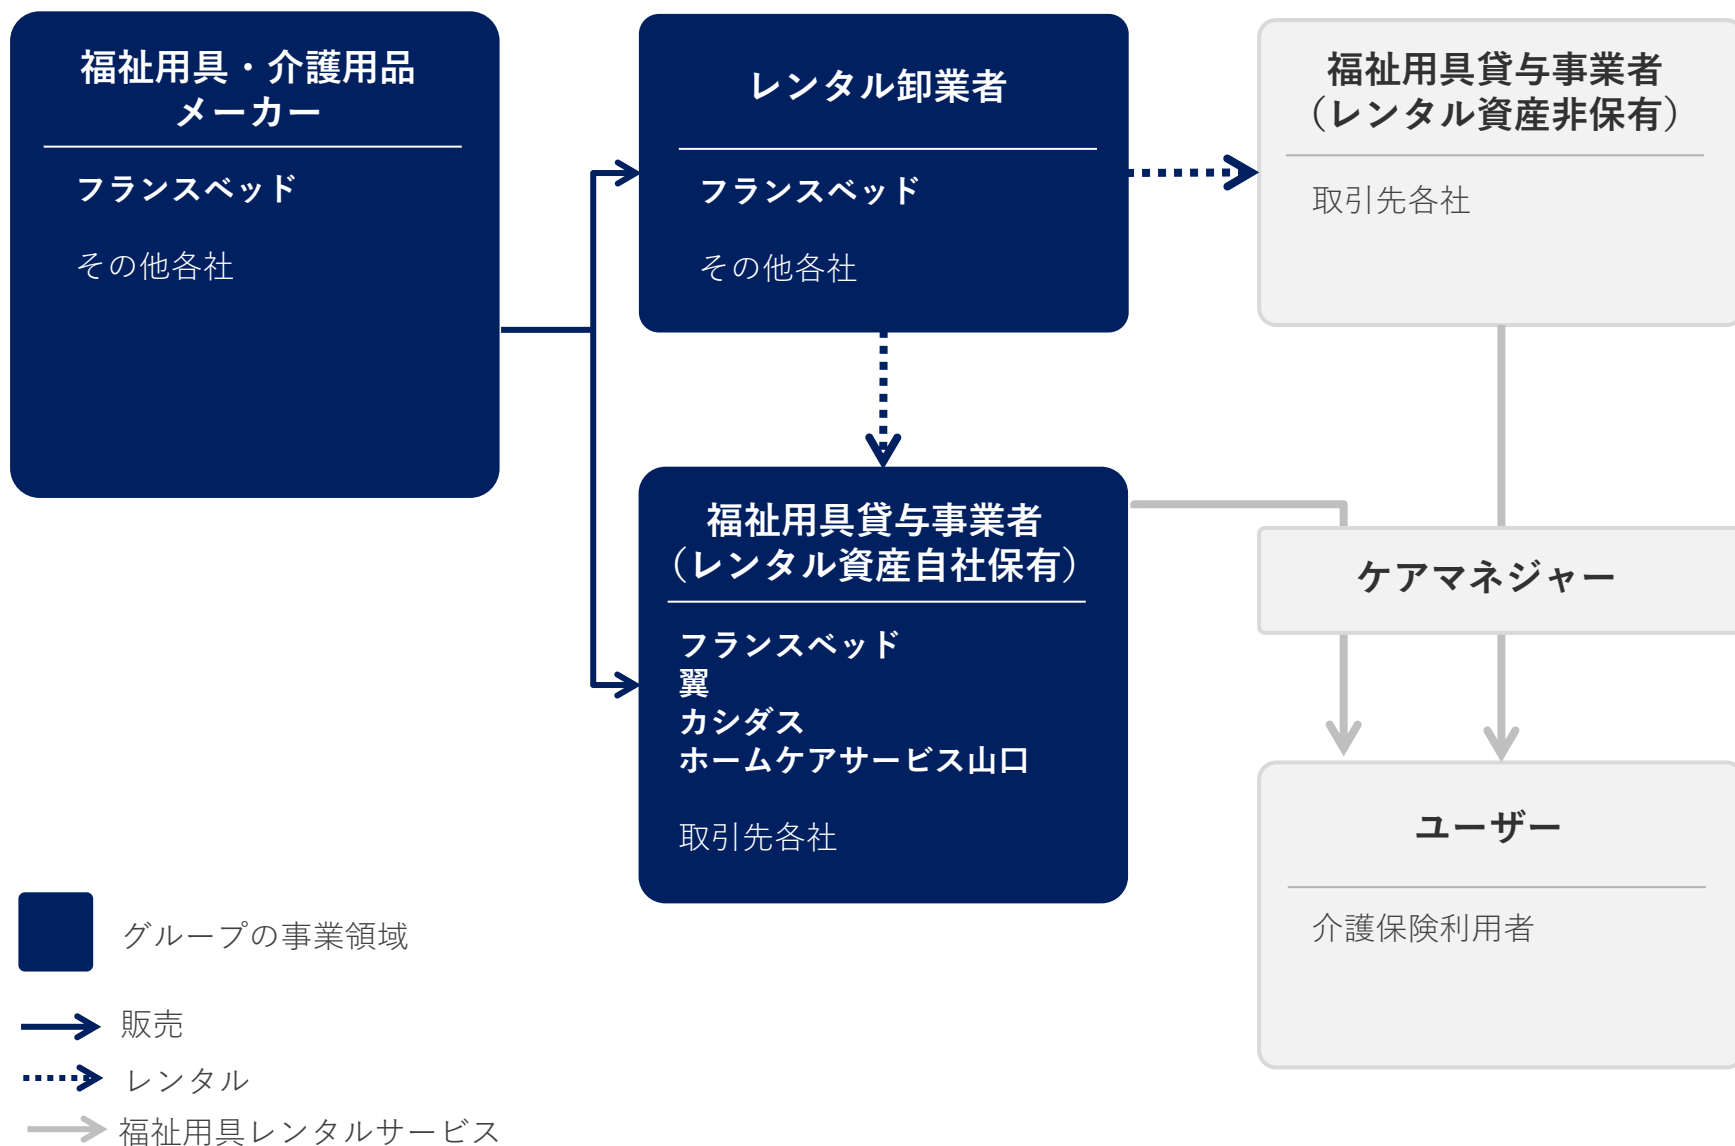 福祉用具・介護用品
メーカー
フランスベッド
その他各社
レンタル卸業者
フランスベッド
その他各社
福祉用具貸与事業者
（レンタル資産非保有）
取引先各社
福祉用具貸与事業者
（レンタル資産自社保有）
フランスベッド
翼
カシダス
ホームケアサービス山口
取引先各社
ケアマネジャー
ユーザー
介護保険利用者
グループの事業領域
販売
レンタル
福祉用具レンタルサービス